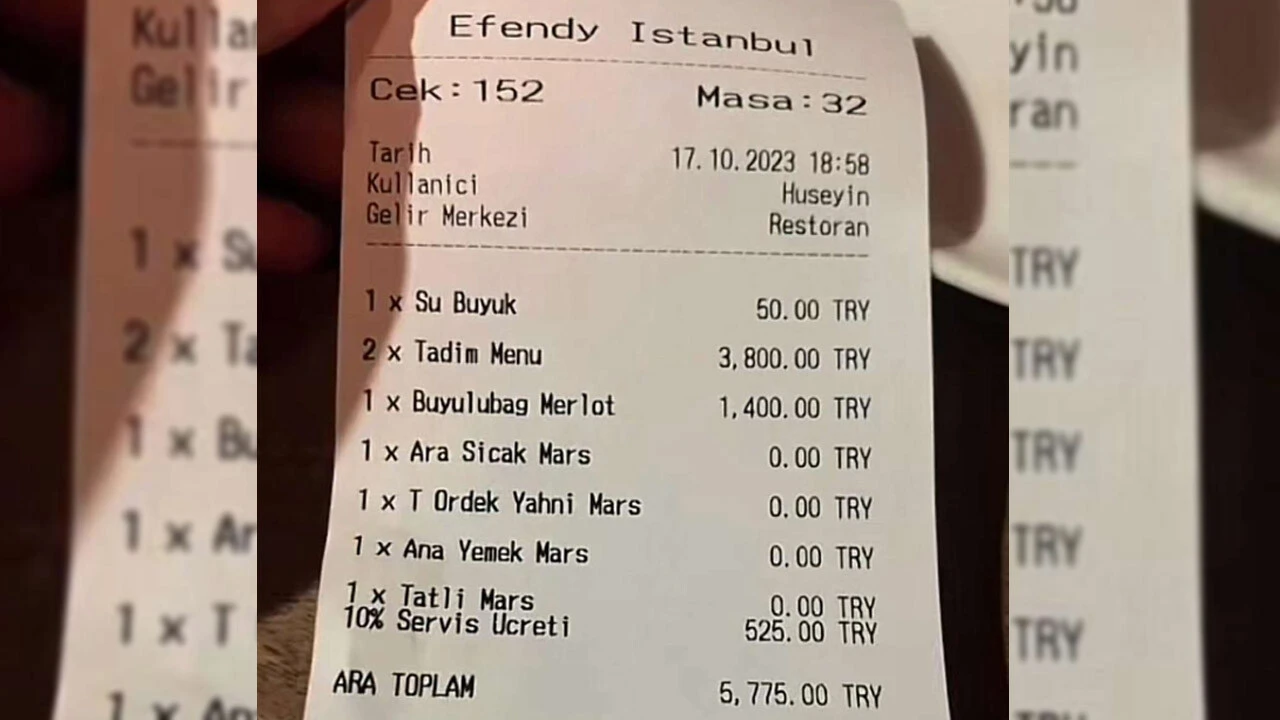 Efendy Istanbul
Cek:152 Masa:32
Tarih 17.10.2023 18:58
Kullanici Huseyin
Gelir Merkezi Restoran
1 x Su Buyuk 50.00 TRY
2 x Tadim Menu 3,800.00 TRY
1 x Buyulubag Merlot 1,400.00 TRY
1 x Ara Sicak Mars 0.00 TRY
1 x T Ordek Yahni Mars 0.00 TRY
1 x Ana Yemek Mars 0.00 TRY
1 x Tatli Mars 0.00 TRY
10% Servis Ucreti 525.00 TRY
ARA TOPLAM 5,775.00 TRY